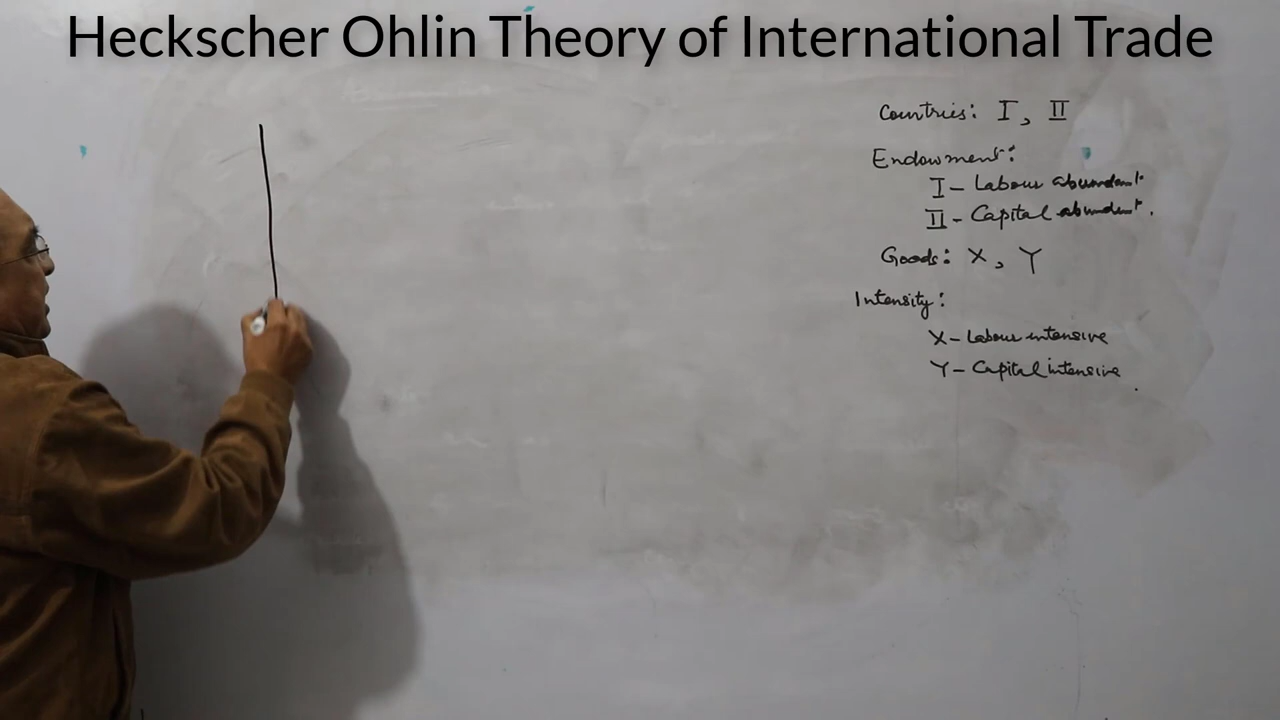 Heckscher Ohlin Theory of International Trade
Countries: I, II
Endowment:
I - Labour abundant
II - Capital abundent.
Goods: X, Y
Intensity:
X - Labour intensive
Y - Capital intensive